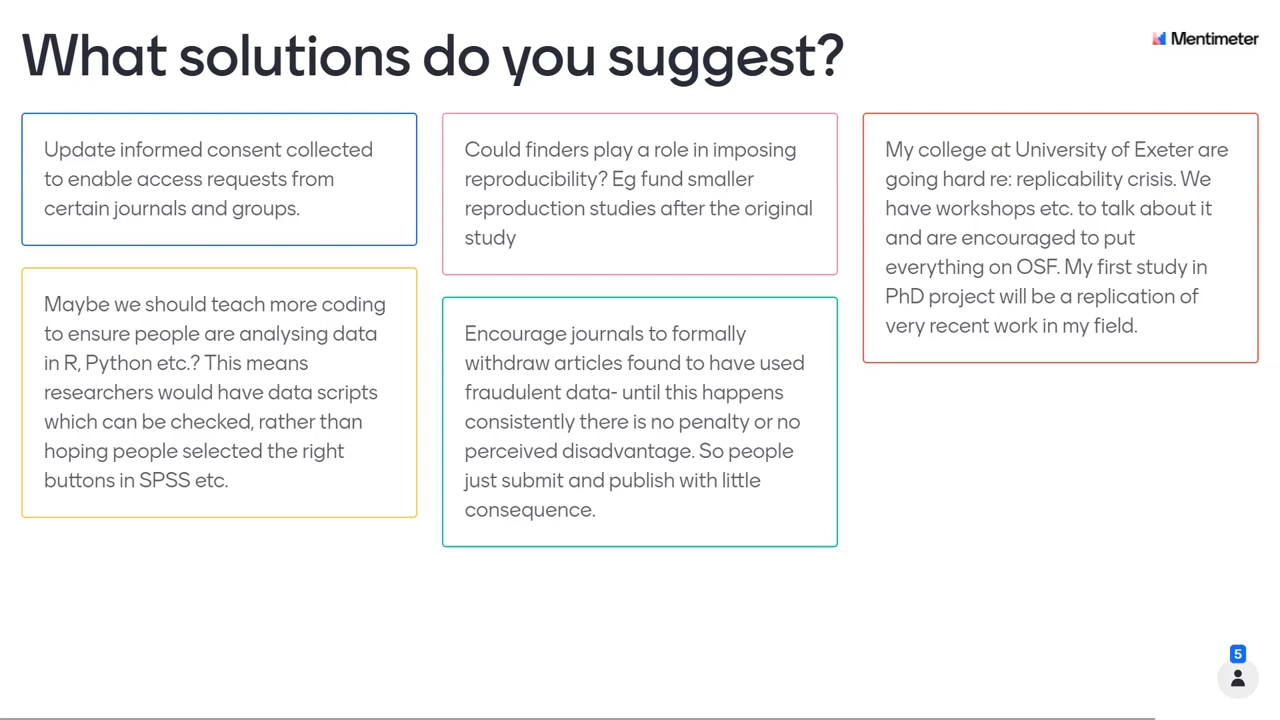 What solutions do you suggest?
Mentimeter
Update informed consent collected
to enable access requests from
certain journals and groups.
Maybe we should teach more coding
to ensure people are analysing data
in R, Python etc.? This means
researchers would have data scripts
which can be checked, rather than
hoping people selected the right
buttons in SPSS etc.
Could finders play a role in imposing
reproducibility? Eg fund smaller
reproduction studies after the original
study
Encourage journals to formally
withdraw articles found to have used
fraudulent data- until this happens
consistently there is no penalty or no
perceived disadvantage. So people
just submit and publish with little
consequence.
My college at University of Exeter are
going hard re: replicability crisis. We
have workshops etc. to talk about it
and are encouraged to put
everything on OSF. My first study in
PhD project will be a replication of
very recent work in my field.
5